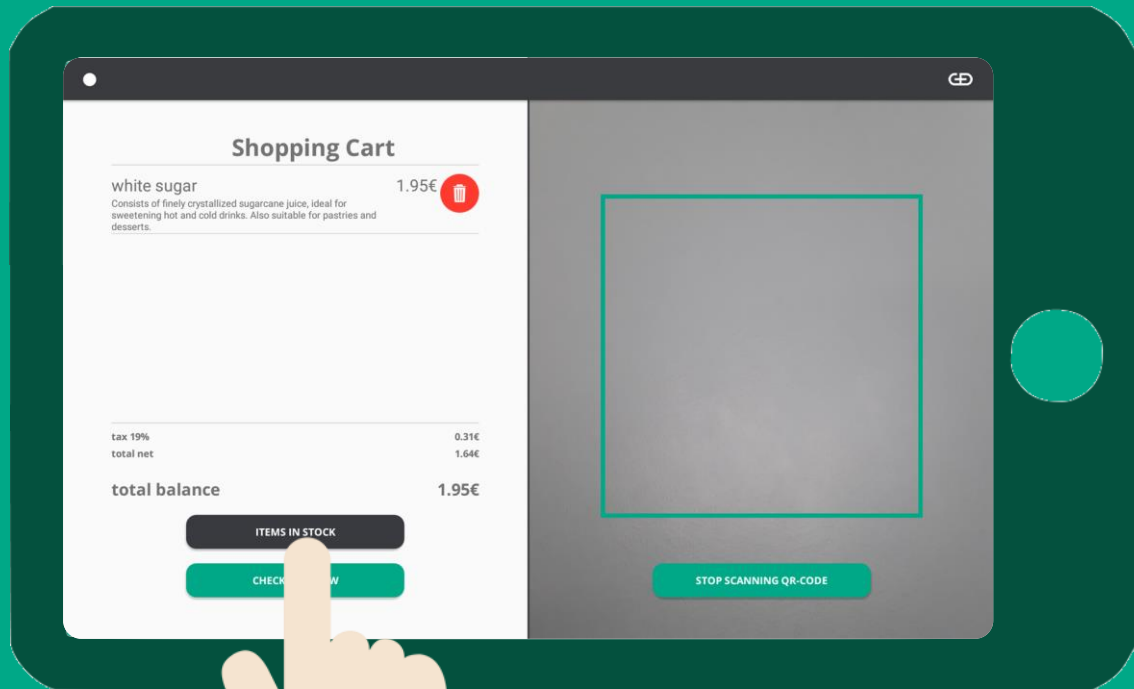 Shopping Cart
white sugar 1.95€
Consists of finely crystallized sugarcane juice, ideal for
sweetening hot and cold drinks. Also suitable for pastries and
desserts.
tax 19% 0.31€
total net 1.64€
total balance 1.95€
ITEMS IN STOCK
CHECK W
STOP SCANNING QR-CODE